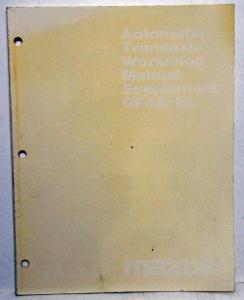 Automatic
Transaxle
Workshop
Manual
Supplement
GF4A-EL
mazda